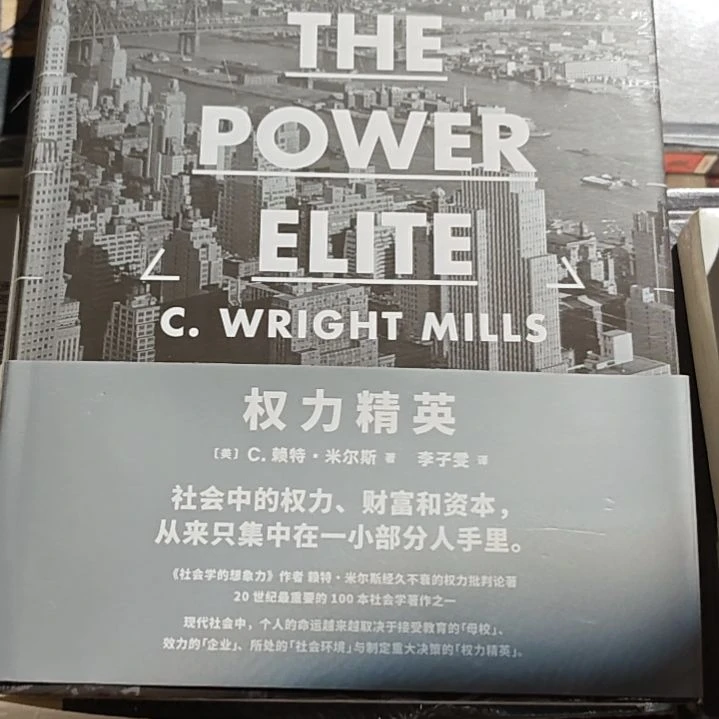 THE
POWER
ELITE
C. WRIGHT MILLS
权力精英
［美］C. 赖特·米尔斯 著 李子雯 译
社会中的权力、财富和资本，
从来只集中在一小部分人手里。
《社会学的想象力》作者 赖特·米尔斯经久不衰的权力批判论著
20世纪最重要的100本社会学著作之一
现代社会中，个人的命运越来越取决于接受教育的「母校」、
效力的「企业」、所处的「社会环境」与制定重大决策的「权力精英」。